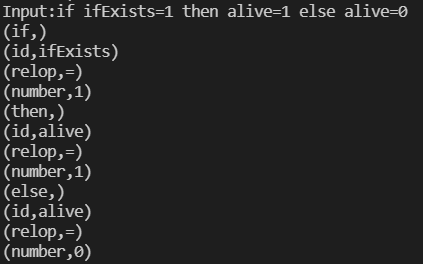 Input:if ifExists=1 then alive=1 else alive=0
(if,)
(id,ifExists)
(relop,=)
(number,1)
(then,)
(id,alive)
(relop,=)
(number,1)
(else,)
(id,alive)
(relop,=)
(number,0)